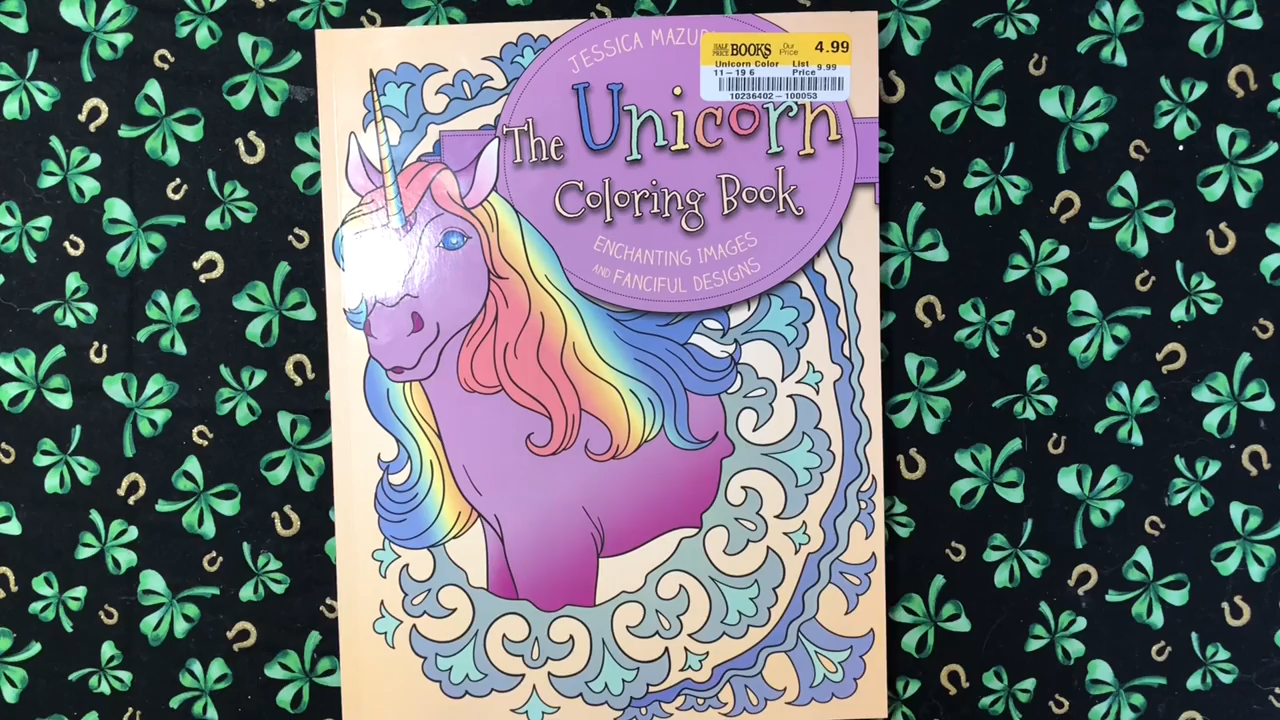 JESSICA
HALF PRICE BOOKS Our Price 4.99
Unicorn Color List Price 9.99
11-19 6
10236402-100053
The Unicorn
Coloring Book
ENCHANTING IMAGES
AND FANCIFUL DESIGNS